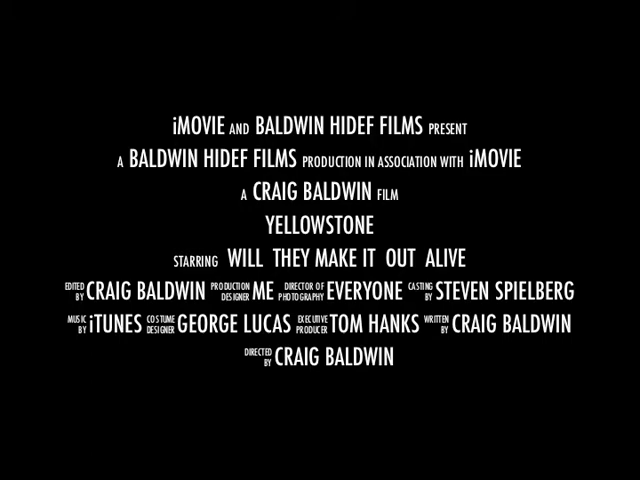 iMOVIE AND BALDWIN HIDEF FILMS PRESENT
A BALDWIN HIDEF FILMS PRODUCTION IN ASSOCIATION WITH iMOVIE
A CRAIG BALDWIN FILM
YELLOWSTONE
STARRING WILL THEY MAKE IT OUT ALIVE
EDITED BY CRAIG BALDWIN PRODUCTION DESIGNER ME DIRECTOR OF PHOTOGRAPHY EVERYONE CASTING BY STEVEN SPIELBERG
MUSIC BY iTUNES COSTUME DESIGNER GEORGE LUCAS EXECUTIVE PRODUCER TOM HANKS WRITTEN BY CRAIG BALDWIN
DIRECTED BY CRAIG BALDWIN